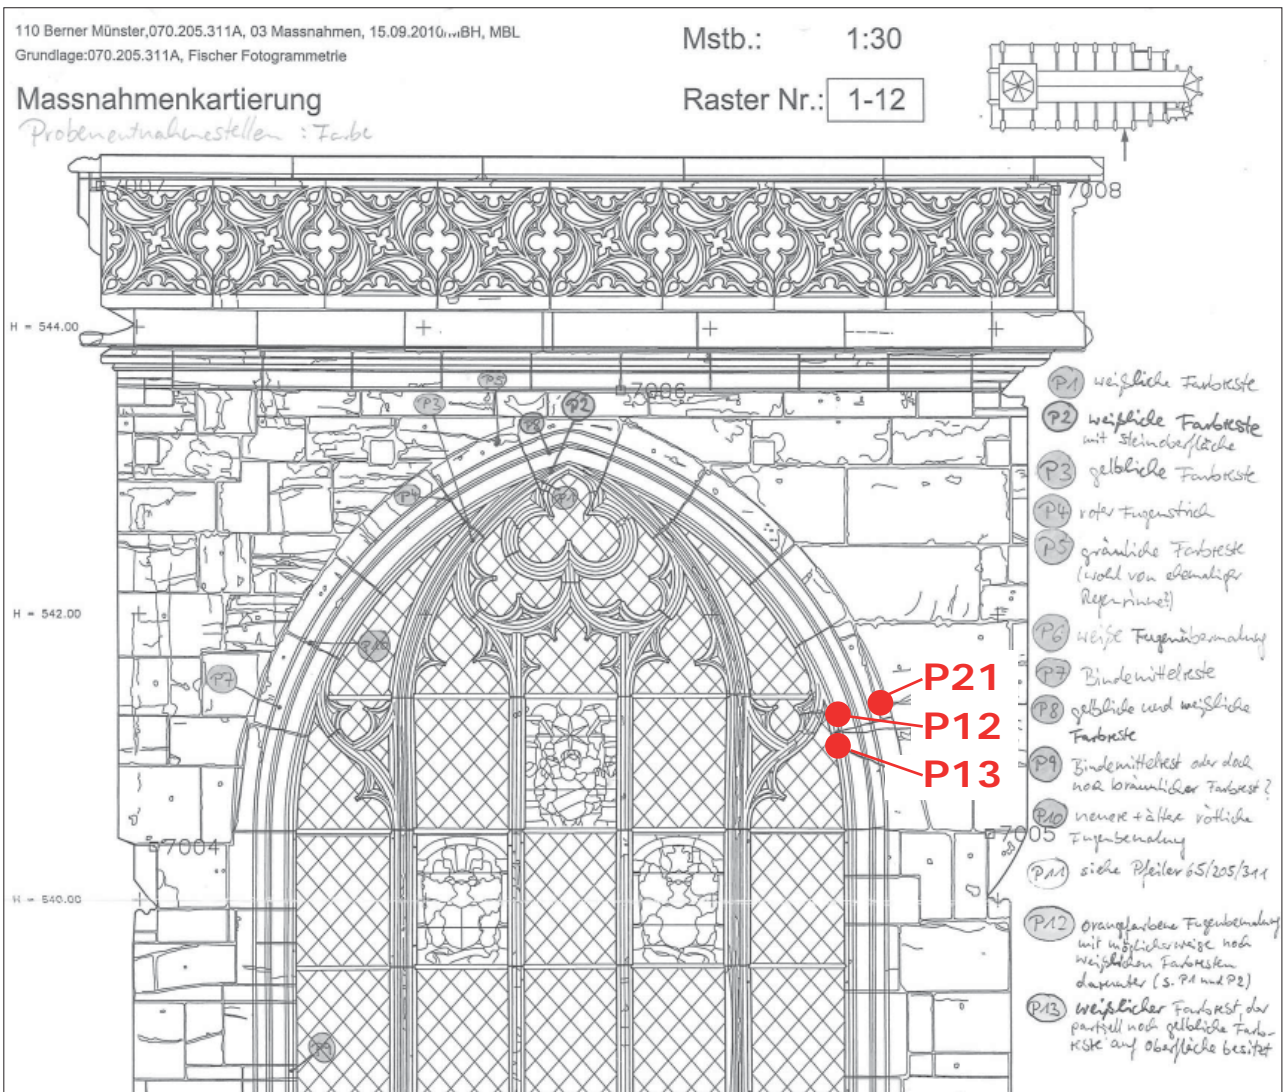 110 Berner Münster,070.205.311A, 03 Massnahmen, 15.09.2010, BH, MBL
Grundlage:070.205.311A, Fischer Fotogrammetrie
Mstb.: 1:30
Massnahmenkartierung
Raster Nr.: 1-12
Probenentnahmestellen : Farbe
7007
7008
H = 544.00
P5
7006
P3
P2
P8
P4
P1
H = 542.00
P10
P7
P21
P12
P13
7004
7005
H = 540.00
P9
P1 weißliche Farbreste
P2 weißliche Farbreste
mit Steinoberfläche
P3 gelbliche Farbreste
P4 roter Fugenstrich
P5 gräuliche Farbreste
(wohl von ehemaliger
Regenrinne?)
P6 weiße Fugenübermalung
P7 Bindemittelreste
P8 gelbliche und weißliche
Farbreste
P9 Bindemittelrest oder doch
noch bräunlicher Farbrest?
P10 neuere + ältere rötliche
Fugenbemalung
P11 siehe Pfeiler 65/205/311
P12 orangefarbene Fugenbemalung
mit möglicherweise noch
weißlichen Farbresten
darunter (s. P1 und P2)
P13 weißlicher Farbrest, der
partiell noch gelbliche Farb-
reste auf Oberfläche besitzt